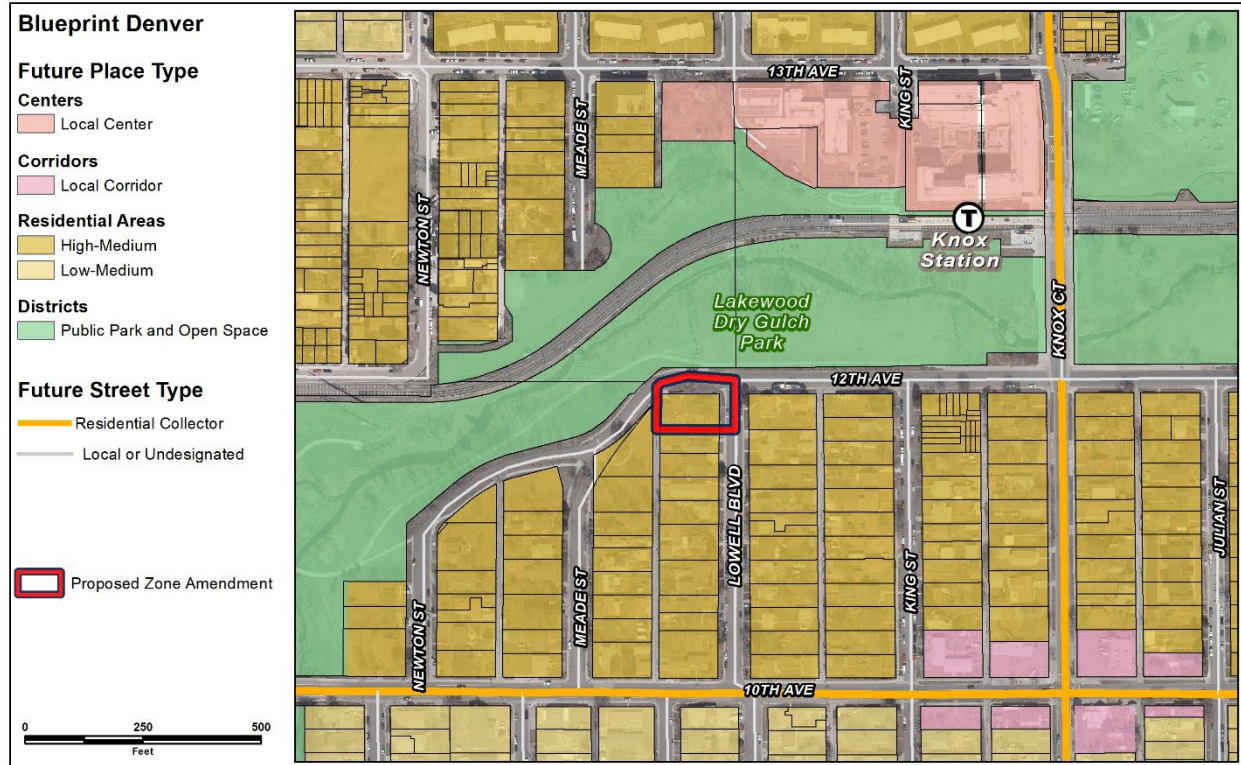 Blueprint Denver
Future Place Type
Centers
Local Center
Corridors
Local Corridor
Residential Areas
High-Medium
Low-Medium
Districts
Public Park and Open Space
Future Street Type
Residential Collector
Local or Undesignated
Proposed Zone Amendment
0 250 500
Feet
13TH AVE
KING ST
MEADE ST
NEWTON ST
T
Knox
Station
KNOX CT
Lakewood
Dry Gulch
Park
12TH AVE
LOWELL BLVD
KING ST
JULIAN ST
MEADE ST
NEWTON ST
10TH AVE